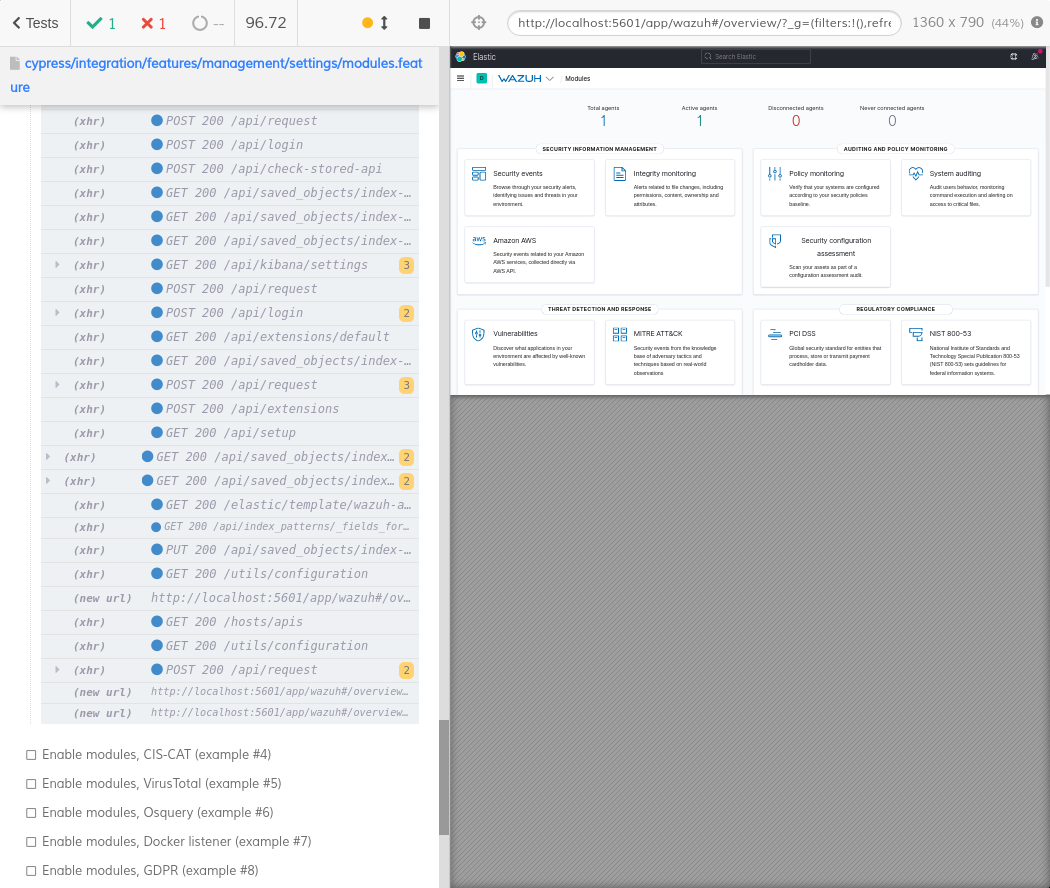 Tests
1
1
--
96.72
http://localhost:5601/app/wazuh#/overview/?_g=(filters:!(),refre
1360 x 790 (44%)
cypress/integration/features/management/settings/modules.feat
ure
(xhr) POST 200 /api/request
(xhr) POST 200 /api/login
(xhr) POST 200 /api/check-stored-api
(xhr) GET 200 /api/saved_objects/index-…
(xhr) GET 200 /api/saved_objects/index-…
(xhr) GET 200 /api/saved_objects/index-…
(xhr) GET 200 /api/kibana/settings 3
(xhr) POST 200 /api/request
(xhr) POST 200 /api/login 2
(xhr) GET 200 /api/extensions/default
(xhr) GET 200 /api/saved_objects/index-…
(xhr) POST 200 /api/request 3
(xhr) POST 200 /api/extensions
(xhr) GET 200 /api/setup
(xhr) GET 200 /api/saved_objects/index… 2
(xhr) GET 200 /api/saved_objects/index… 2
(xhr) GET 200 /elastic/template/wazuh-a…
(xhr) GET 200 /api/index_patterns/_fields_for…
(xhr) PUT 200 /api/saved_objects/index-…
(xhr) GET 200 /utils/configuration
(new url) http://localhost:5601/app/wazuh#/ov…
(xhr) GET 200 /hosts/apis
(xhr) GET 200 /utils/configuration
(xhr) POST 200 /api/request 2
(new url) http://localhost:5601/app/wazuh#/overview…
(new url) http://localhost:5601/app/wazuh#/overview…
Enable modules, CIS-CAT (example #4)
Enable modules, VirusTotal (example #5)
Enable modules, Osquery (example #6)
Enable modules, Docker listener (example #7)
Enable modules, GDPR (example #8)
Elastic
Search Elastic
D
WAZUH
Modules
Total agents
1
Active agents
1
Disconnected agents
0
Never connected agents
0
SECURITY INFORMATION MANAGEMENT
Security events
Browse through your security alerts,
identifying issues and threats in your
environment.
Integrity monitoring
Alerts related to file changes, including
permissions, content, ownership and
attributes.
aws
Amazon AWS
Security events related to your Amazon
AWS services, collected directly via
AWS API.
AUDITING AND POLICY MONITORING
Policy monitoring
Verify that your systems are configured
according to your security policies
baseline.
System auditing
Audit users behavior, monitoring
command execution and alerting on
access to critical files.
Security configuration
assessment
Scan your assets as part of a
configuration assessment audit.
THREAT DETECTION AND RESPONSE
Vulnerabilities
Discover what applications in your
environment are affected by well-known
vulnerabilities.
MITRE ATT&CK
Security events from the knowledge
base of adversary tactics and
techniques based on real-world
observations
REGULATORY COMPLIANCE
PCI DSS
Global security standard for entities that
process, store or transmit payment
cardholder data.
NIST 800-53
National Institute of Standards and
Technology Special Publication 800-53
(NIST 800-53) sets guidelines for
federal information systems.